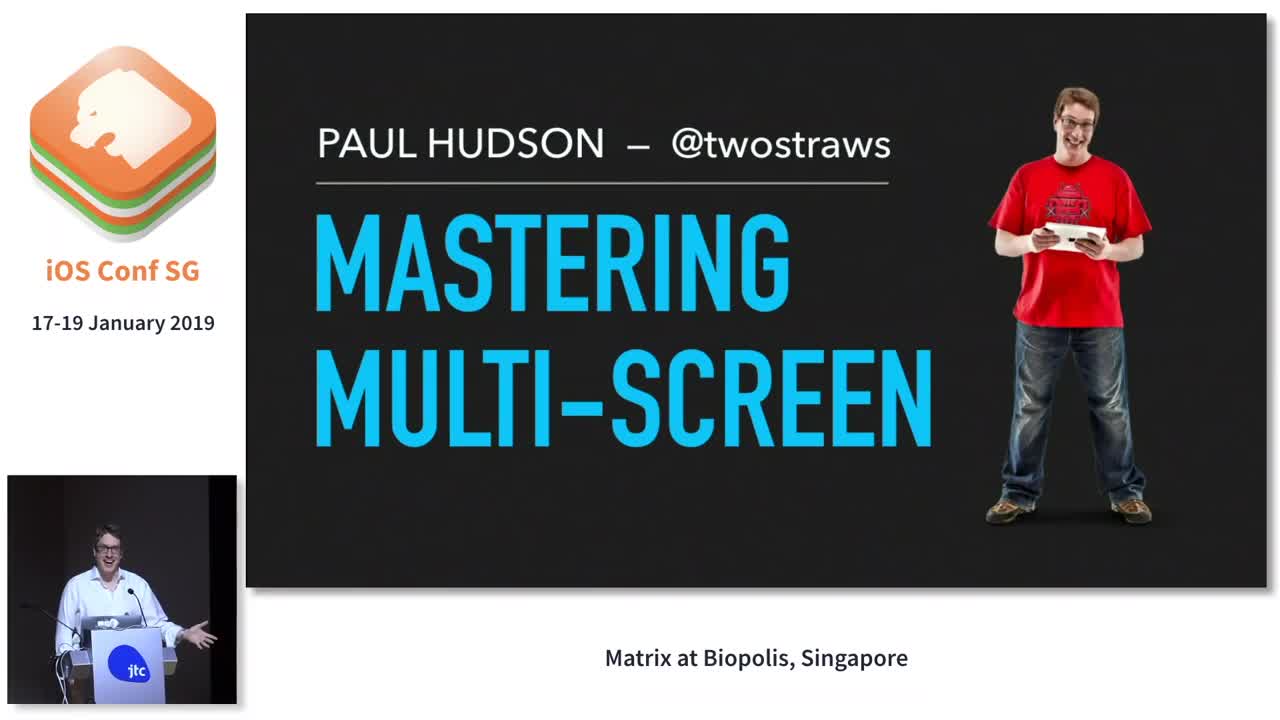 iOS Conf SG
17-19 January 2019
PAUL HUDSON – @twostraws
MASTERING
MULTI-SCREEN
jtc
Matrix at Biopolis, Singapore